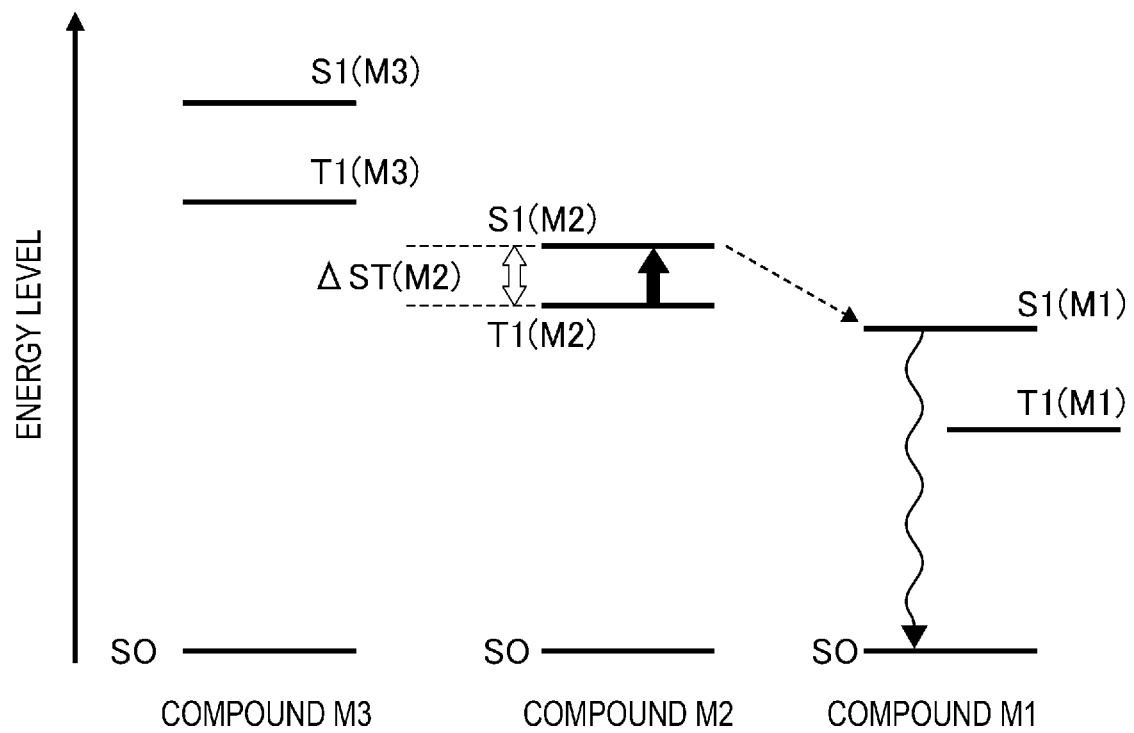 ENERGY LEVEL
S1(M3)
T1(M3)
S1(M2)
Δ ST(M2)
T1(M2)
S1(M1)
T1(M1)
SO
SO
SO
COMPOUND M3
COMPOUND M2
COMPOUND M1